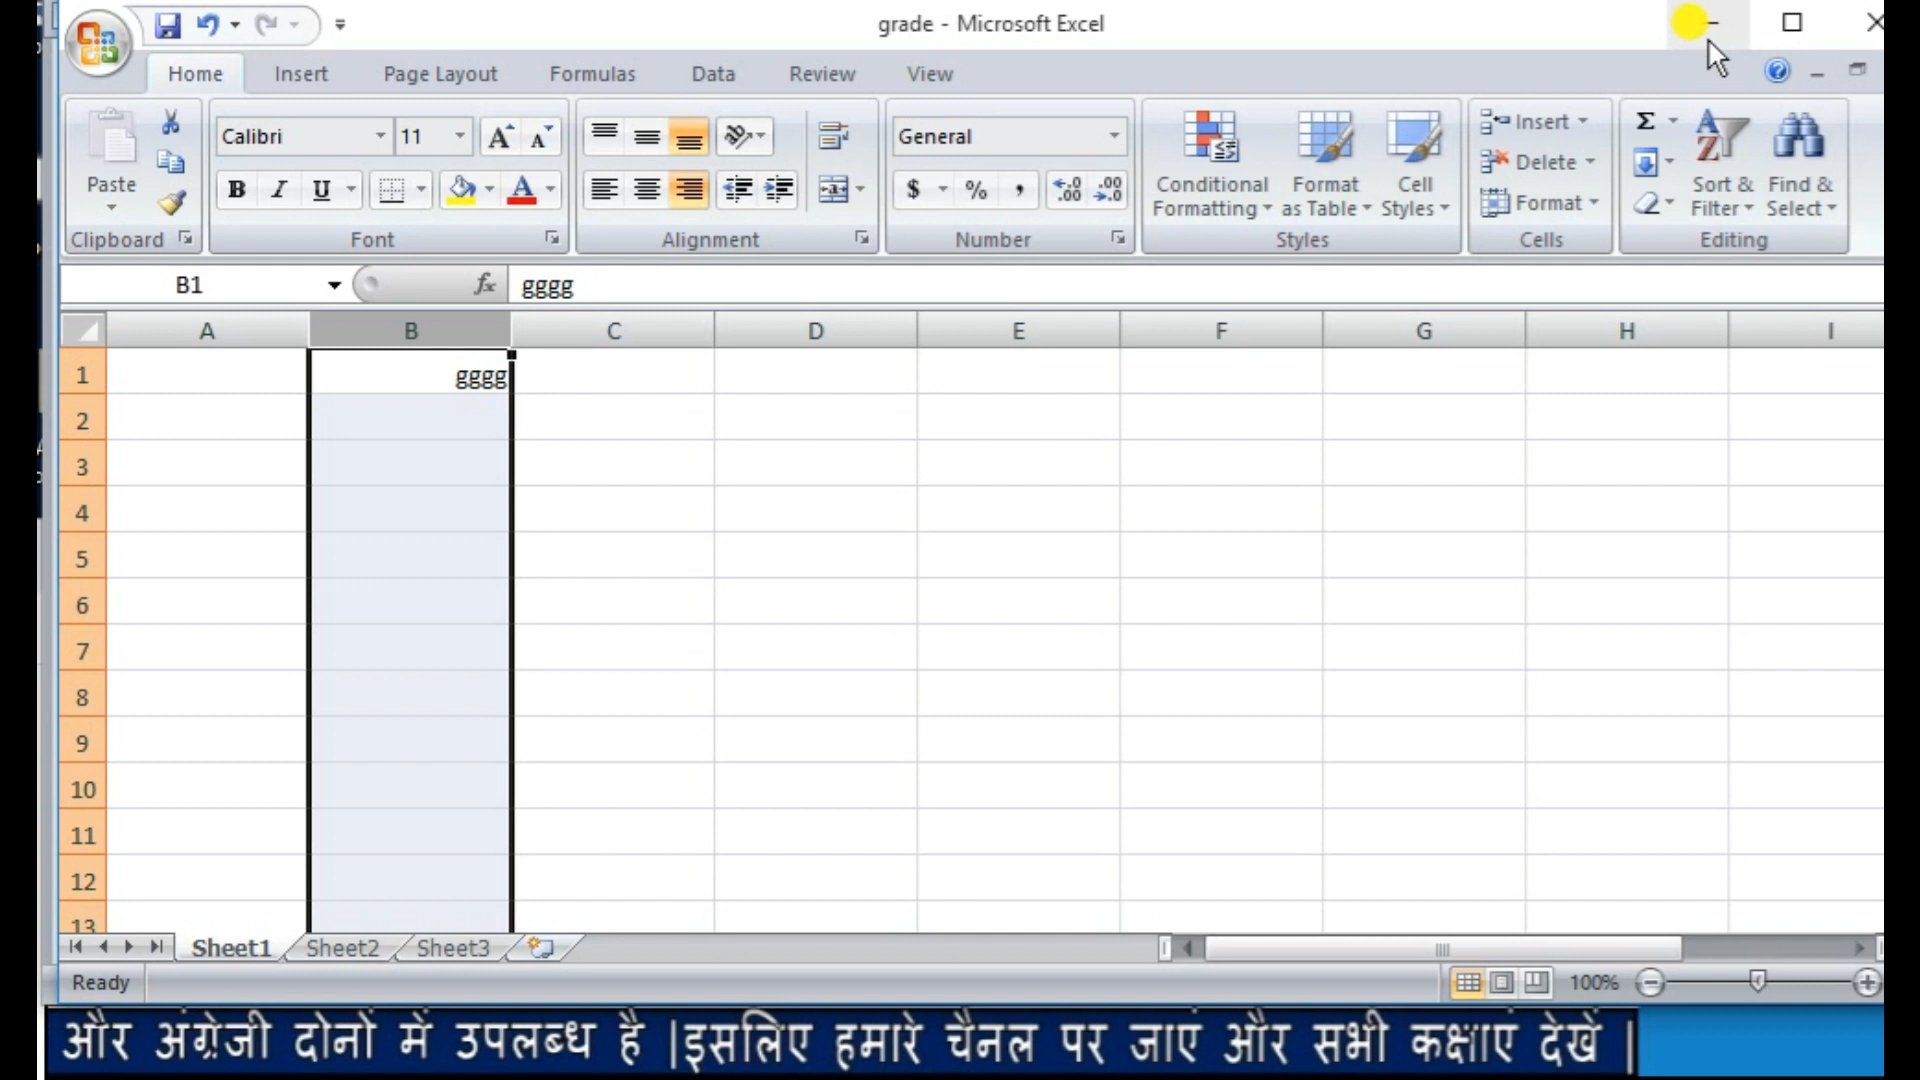 grade - Microsoft Excel
Home Insert Page Layout Formulas Data Review View
Calibri 11 General Insert
Paste Conditional Formatting Format as Table Cell Styles Delete Sort & Filter Find & Select
Format
Clipboard Font Alignment Number Styles Cells Editing
B1 fx gggg
A B C D E F G H I
1 gggg
2
3
4
5
6
7
8
9
10
11
12
13
Sheet1 Sheet2 Sheet3
Ready 100%
और अंग्रेजी दोनों में उपलब्ध है |इसलिए हमारे चैनल पर जाएं और सभी कक्षाएं देखें |